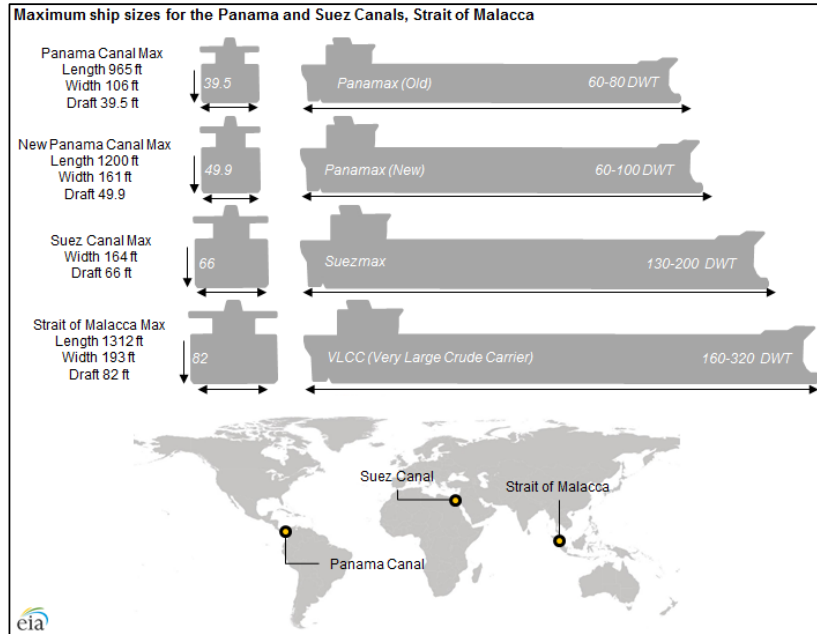 Maximum ship sizes for the Panama and Suez Canals, Strait of Malacca
Panama Canal Max
Length 965 ft
Width 106 ft
Draft 39.5 ft
39.5
Panamax (Old)
60-80 DWT
New Panama Canal Max
Length 1200 ft
Width 161 ft
Draft 49.9
49.9
Panamax (New)
60-100 DWT
Suez Canal Max
Width 164 ft
Draft 66 ft
66
Suezmax
130-200 DWT
Strait of Malacca Max
Length 1312 ft
Width 193 ft
Draft 82 ft
82
VLCC (Very Large Crude Carrier)
160-320 DWT
Suez Canal
Strait of Malacca
Panama Canal
eia